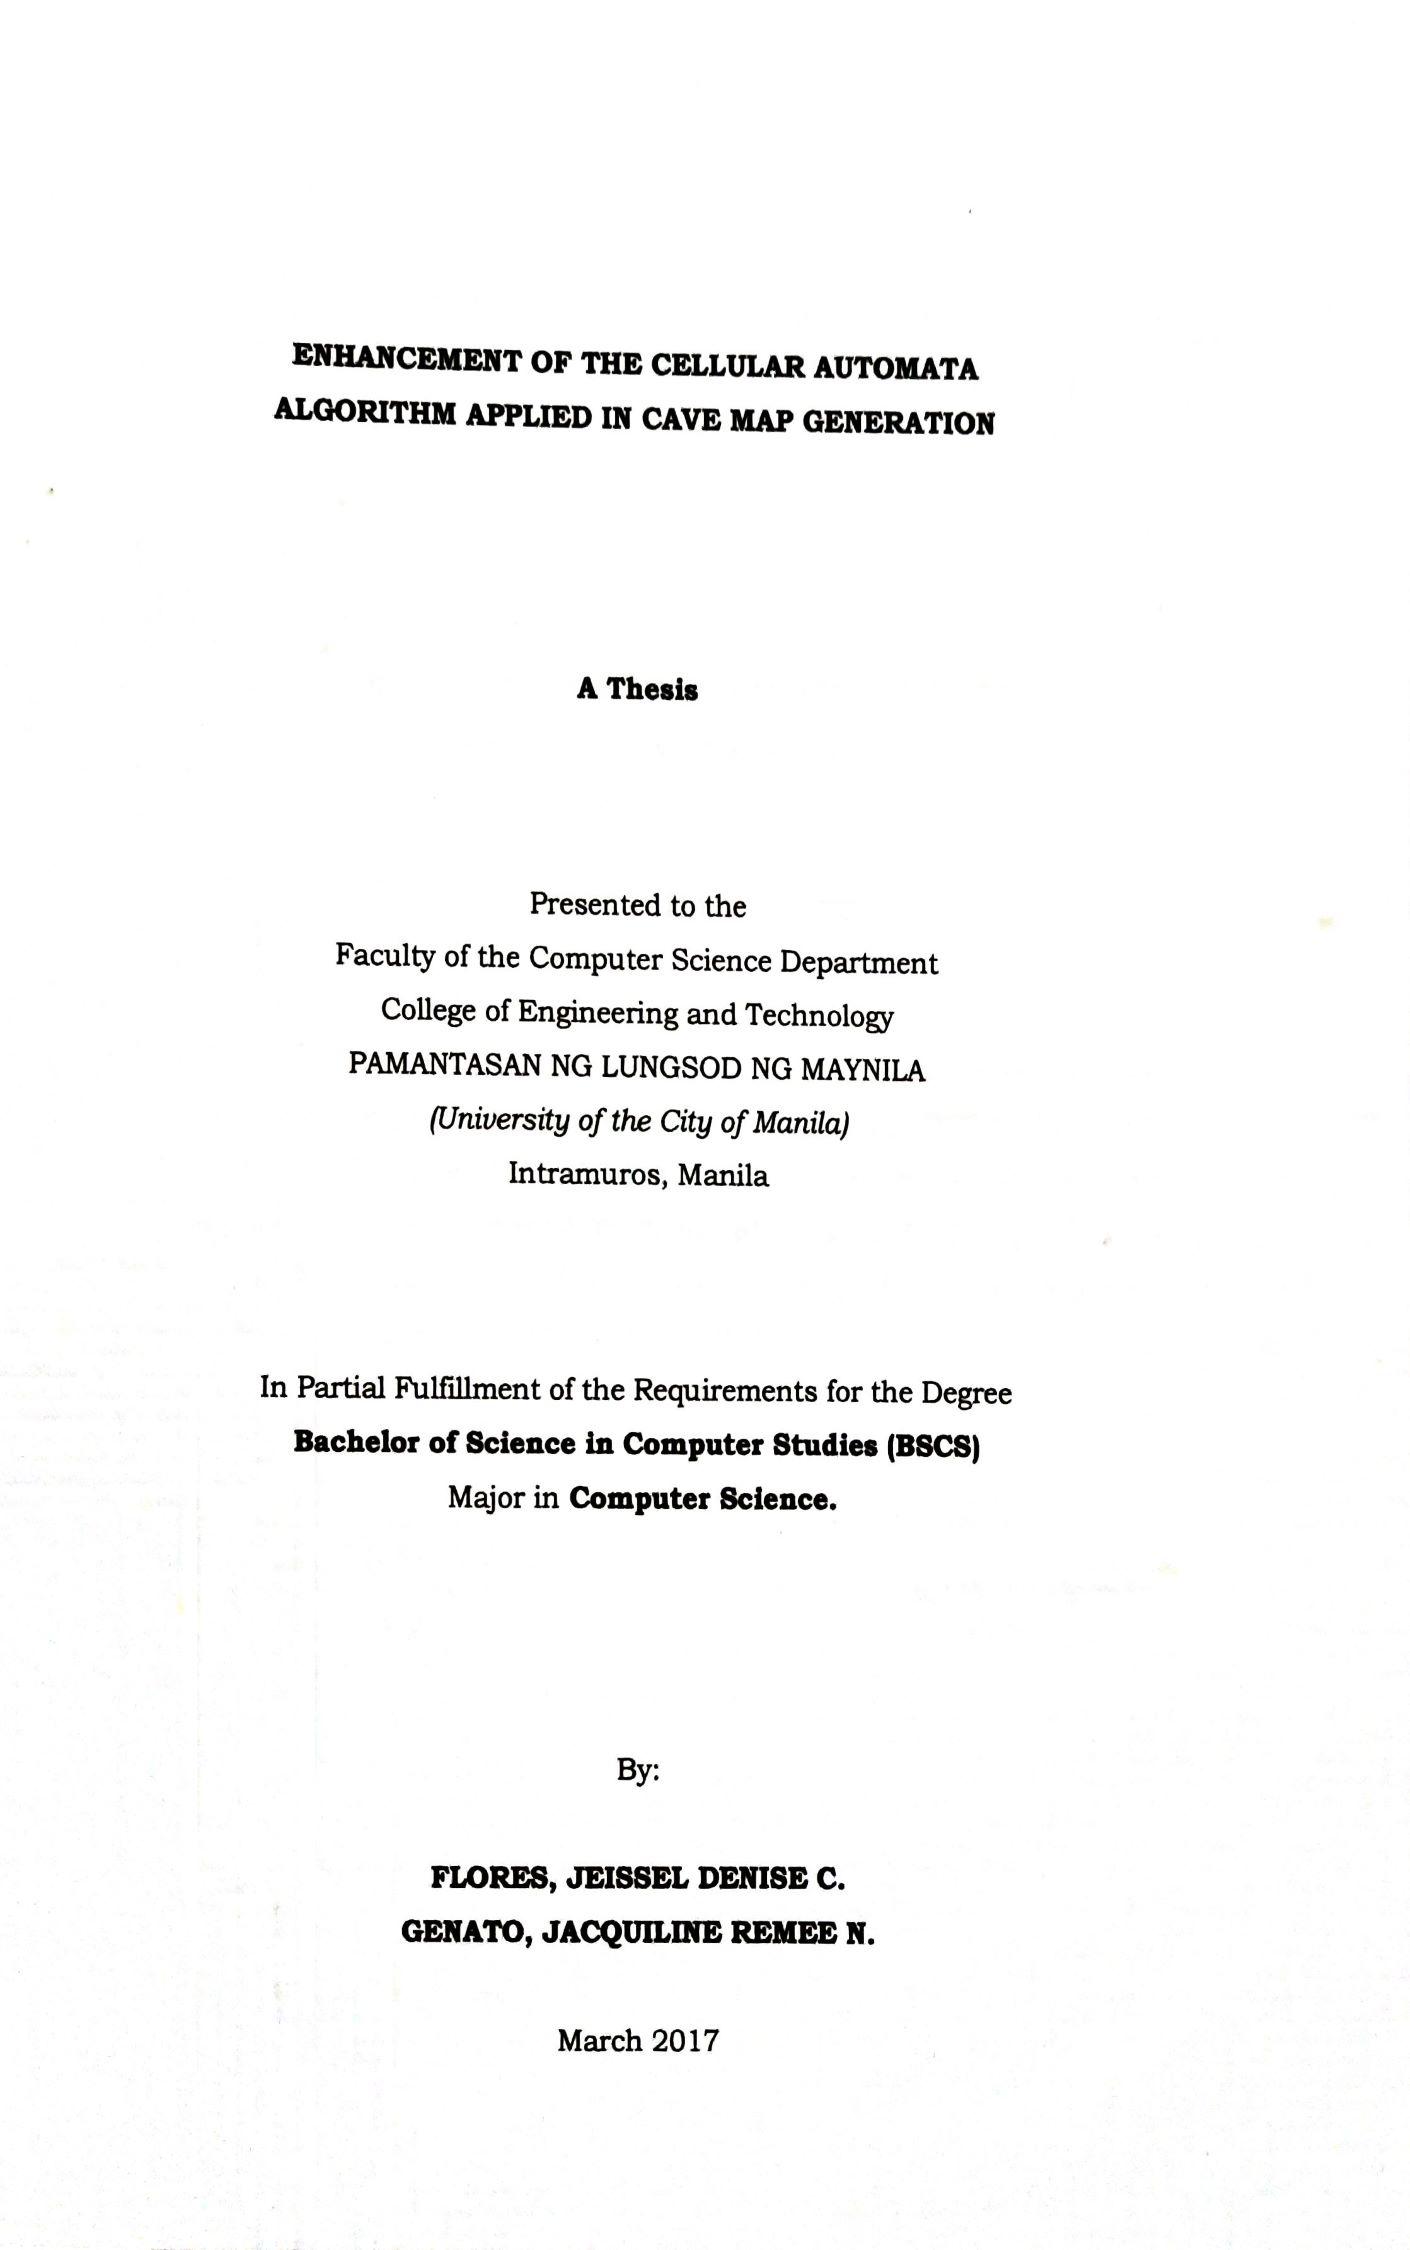 ENHANCEMENT OF THE CELLULAR AUTOMATA
ALGORITHM APPLIED IN CAVE MAP GENERATION
A Thesis
Presented to the
Faculty of the Computer Science Department
College of Engineering and Technology
PAMANTASAN NG LUNGSOD NG MAYNILA
(University of the City of Manila)
Intramuros, Manila
In Partial Fulfillment of the Requirements for the Degree
Bachelor of Science in Computer Studies (BSCS)
Major in Computer Science.
By:
FLORES, JEISSEL DENISE C.
GENATO, JACQUILINE REMEE N.
March 2017